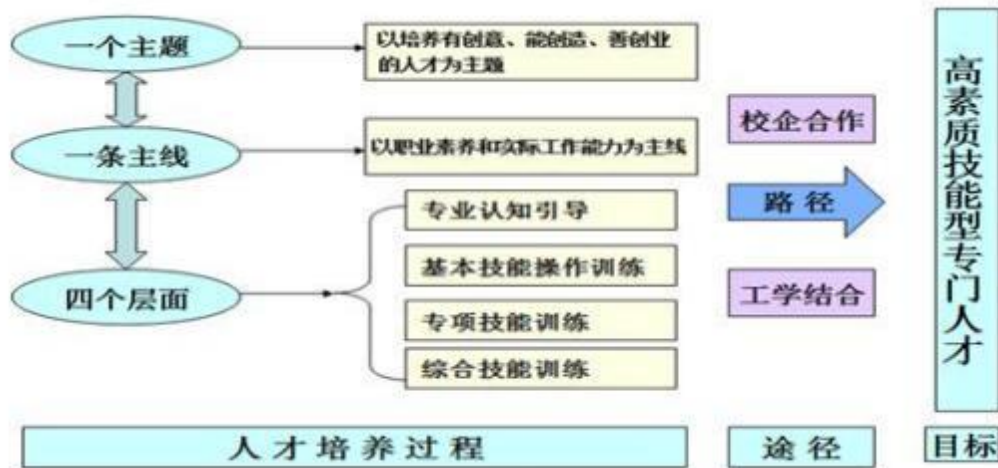 一个主题
以培养有创意、能创造、善创业
的人才为主题
一条主线
以职业素养和实际工作能力为主线
四个层面
专业认知引导
基本技能操作训练
专项技能训练
综合技能训练
校企合作
路径
工学结合
高素质技能型专门人才
人才培养过程
途径
目标